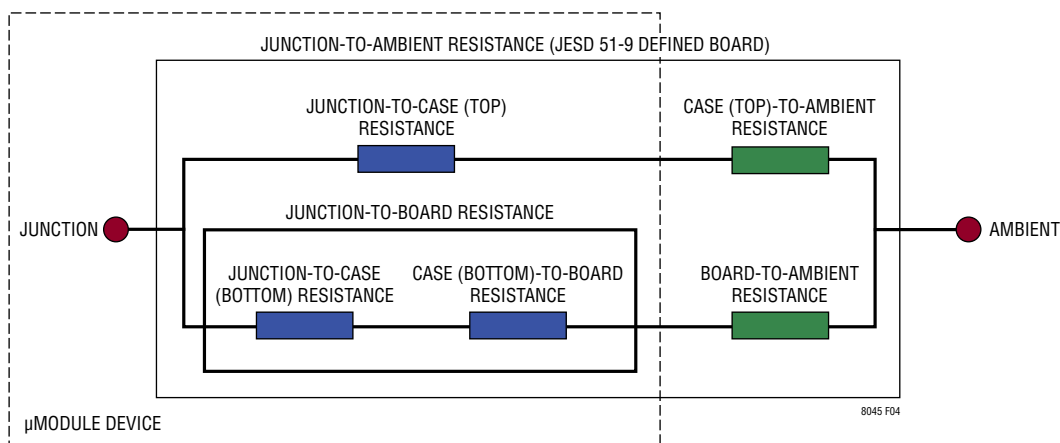 JUNCTION-TO-AMBIENT RESISTANCE (JESD 51-9 DEFINED BOARD)
JUNCTION-TO-CASE (TOP)
RESISTANCE
CASE (TOP)-TO-AMBIENT
RESISTANCE
JUNCTION-TO-BOARD RESISTANCE
JUNCTION
AMBIENT
JUNCTION-TO-CASE
(BOTTOM) RESISTANCE
CASE (BOTTOM)-TO-BOARD
RESISTANCE
BOARD-TO-AMBIENT
RESISTANCE
8045 F04
µMODULE DEVICE